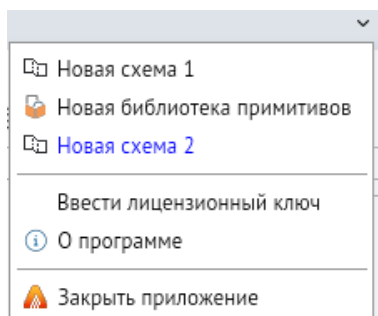 Новая схема 1
Новая библиотека примитивов
Новая схема 2
Ввести лицензионный ключ
О программе
Закрыть приложение